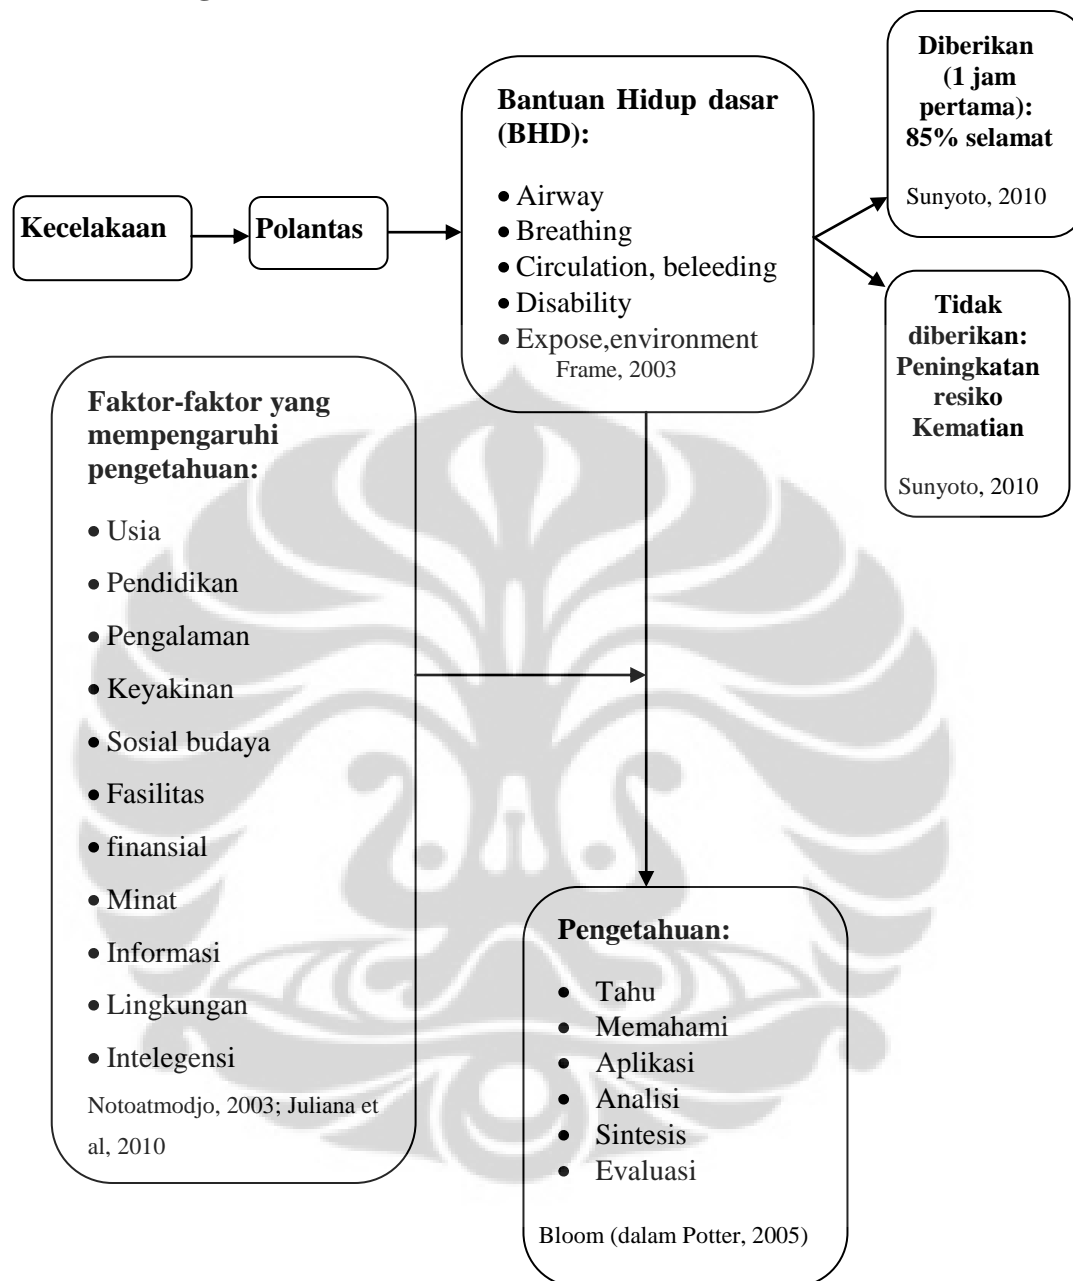 Kecelakaan
Polantas
Bantuan Hidup dasar
(BHD):
• Airway
• Breathing
• Circulation, beleeding
• Disability
• Expose,environment
Frame, 2003
Diberikan
(1 jam
pertama):
85% selamat
Sunyoto, 2010
Tidak
diberikan:
Peningkatan
resiko
Kematian
Sunyoto, 2010
Faktor-faktor yang
mempengaruhi
pengetahuan:
• Usia
• Pendidikan
• Pengalaman
• Keyakinan
• Sosial budaya
• Fasilitas
• finansial
• Minat
• Informasi
• Lingkungan
• Intelegensi
Notoatmodjo, 2003; Juliana et
al, 2010
Pengetahuan:
• Tahu
• Memahami
• Aplikasi
• Analisi
• Sintesis
• Evaluasi
Bloom (dalam Potter, 2005)